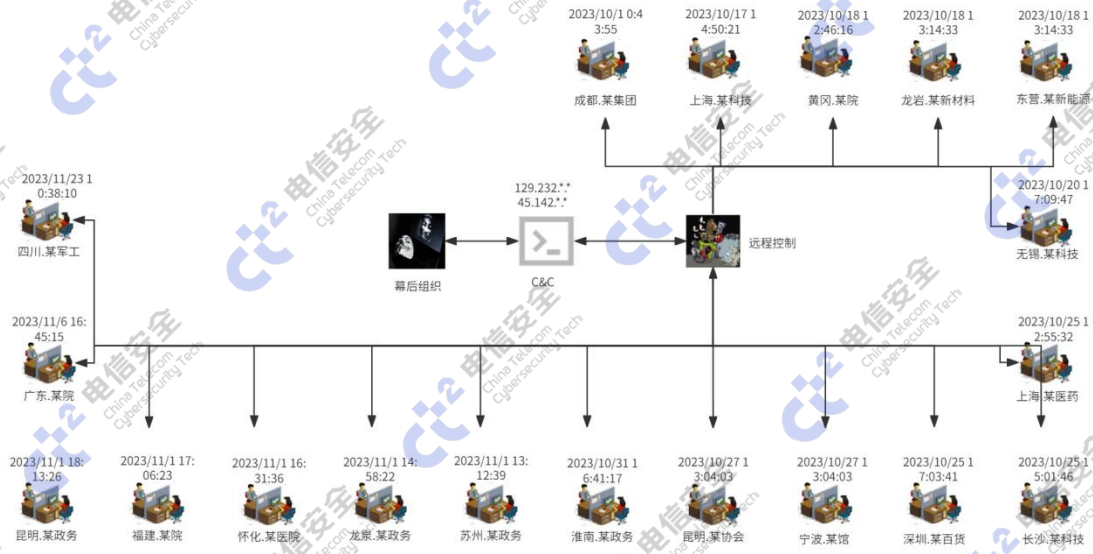 2023/10/1 0:4
3:55
成都.某集团
2023/10/17 1
4:50:21
上海.某科技
2023/10/18 1
2:46:16
黄冈.某院
2023/10/18 1
3:14:33
龙岩.某新材料
2023/10/18 1
3:14:33
东营.某新能源
2023/11/23 1
0:38:10
四川.某军工
129.232.*.*
45.142.*.*
幕后组织
C&C
远程控制
2023/10/20 1
7:09:47
无锡.某科技
2023/11/6 16:
45:15
广东.某院
2023/10/25 1
2:55:32
上海.某医药
2023/11/1 18:
13:26
昆明.某政务
2023/11/1 17:
06:23
福建.某院
2023/11/1 16:
31:36
怀化.某医院
2023/11/1 14:
58:22
龙泉.某政务
2023/11/1 13:
12:39
苏州.某政务
2023/10/31 1
6:41:17
淮南.某政务
2023/10/27 1
3:04:03
昆明.某协会
2023/10/27 1
3:04:03
宁波.某馆
2023/10/25 1
7:03:41
深圳.某百货
2023/10/25 1
5:01:46
长沙.某科技
电信安全
China Telecom
Cybersecurity Tech